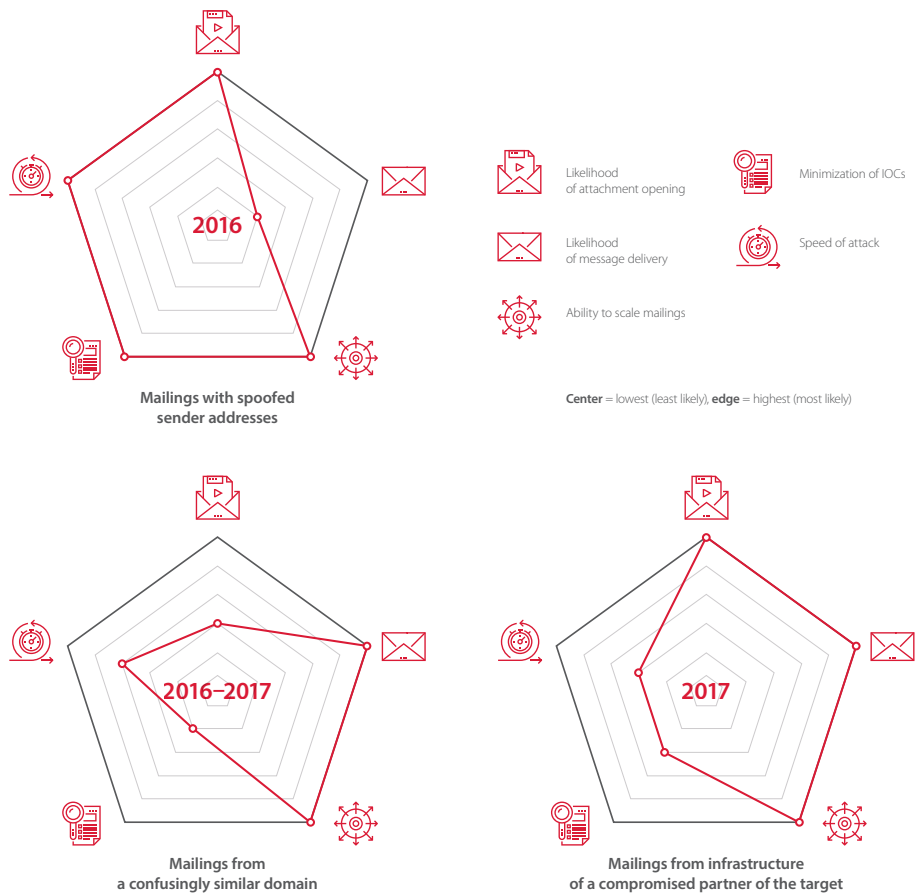 2016
Mailings with spoofed
sender addresses
Likelihood
of attachment opening
Likelihood
of message delivery
Ability to scale mailings
Minimization of IOCs
Speed of attack
Center = lowest (least likely), edge = highest (most likely)
2016–2017
Mailings from
a confusingly similar domain
2017
Mailings from infrastructure
of a compromised partner of the target